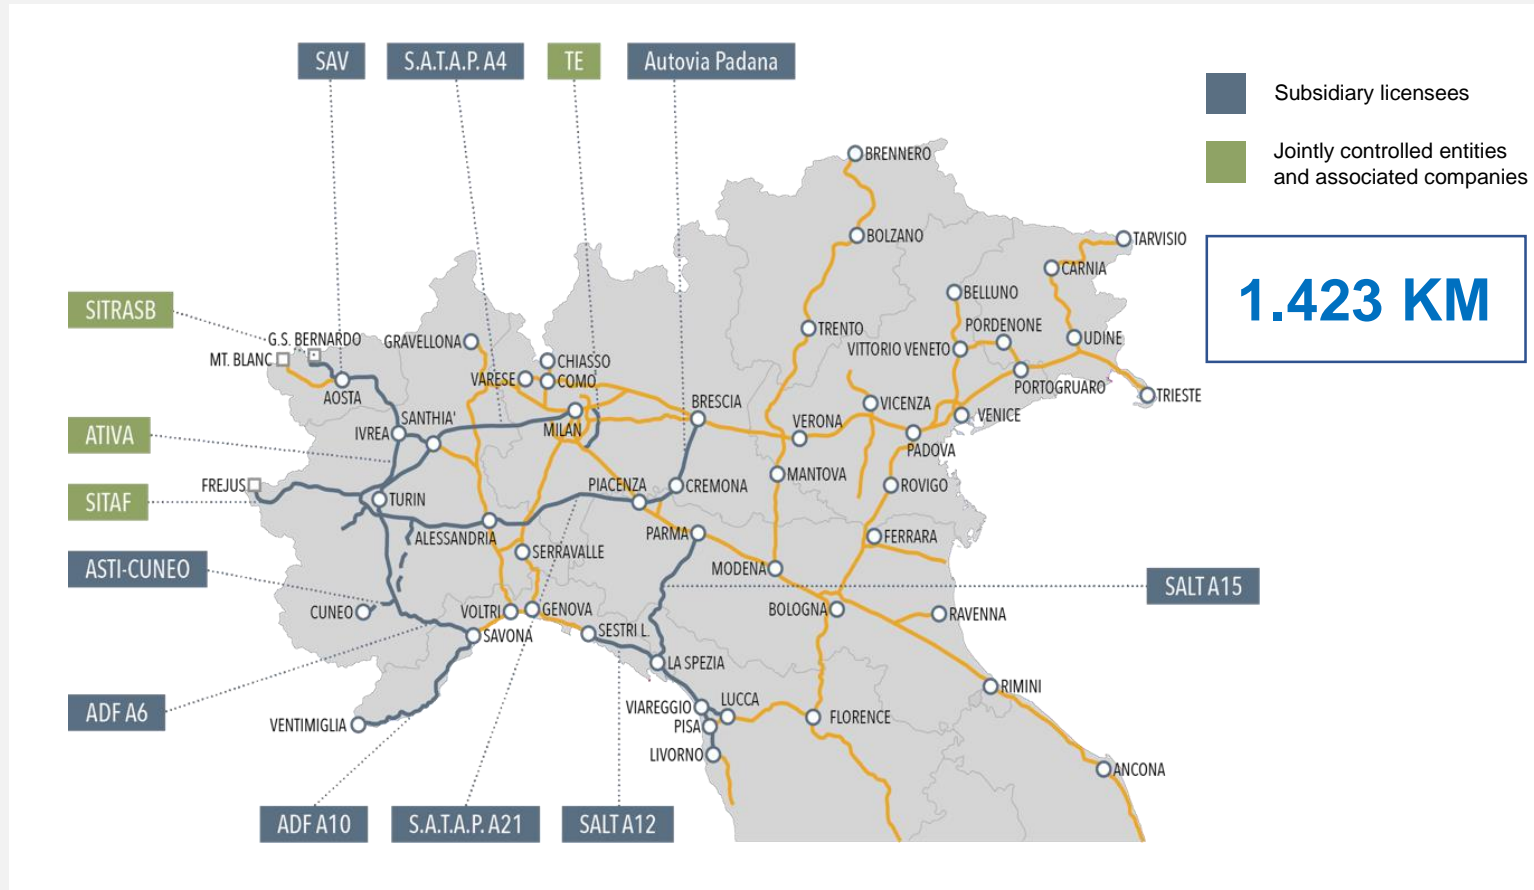 SAV
S.A.T.A.P. A4
TE
Autovia Padana
Subsidiary licensees
Jointly controlled entities
and associated companies
1.423 KM
BRENNERO
BOLZANO
TARVISIO
CARNIA
BELLUNO
SITRASB
PORDENONE
TRENTO
G.S. BERNARDO
GRAVELLONA
UDINE
VITTORIO VENETO
MT. BLANC
CHIASSO
VARESE
COMO
PORTOGRUARO
AOSTA
TRIESTE
BRESCIA
VICENZA
SANTHIA'
VENICE
VERONA
ATIVA
IVREA
MILAN
PADOVA
MANTOVA
FREJUS
PIACENZA
CREMONA
ROVIGO
SITAF
TURIN
PARMA
FERRARA
ALESSANDRIA
SERRAVALLE
ASTI-CUNEO
MODENA
SALT A15
CUNEO
VOLTRI
GENOVA
BOLOGNA
RAVENNA
SAVONA
SESTRI L.
LA SPEZIA
RIMINI
ADF A6
VIAREGGIO
LUCCA
VENTIMIGLIA
PISA
FLORENCE
LIVORNO
ANCONA
ADF A10
S.A.T.A.P. A21
SALT A12